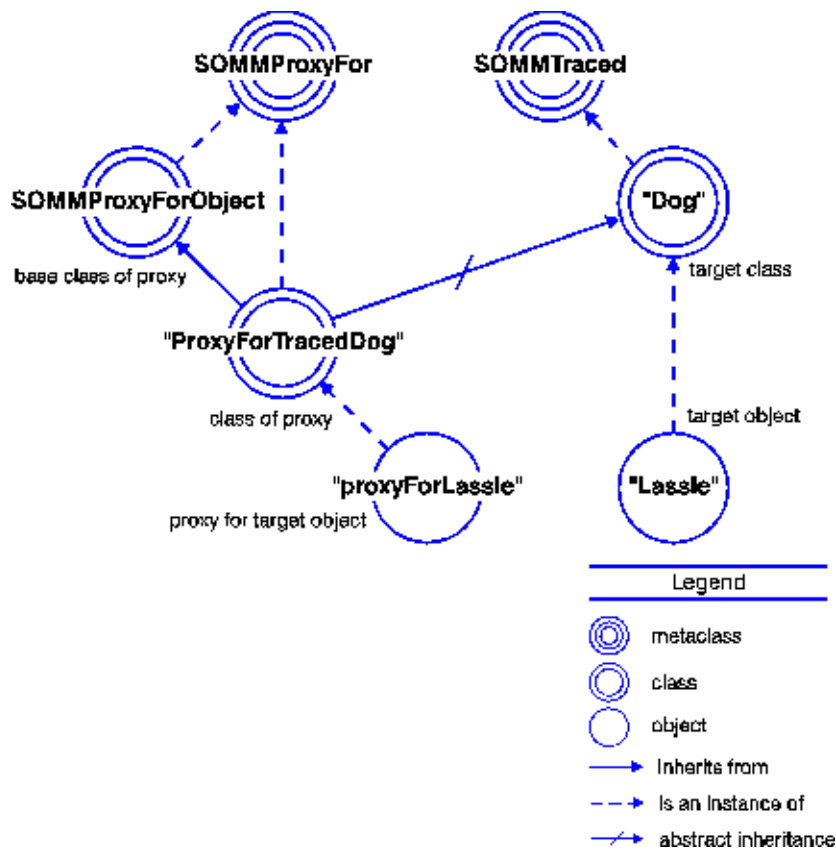 SOMMProxyFor
SOMMTraced
SOMMProxyForObject
"Dog"
base class of proxy
target class
"ProxyForTracedDog"
class of proxy
target object
"proxyForLassie"
"Lassie"
proxy for target object
Legend
metaclass
class
object
Inherits from
Is an Instance of
abstract inheritance